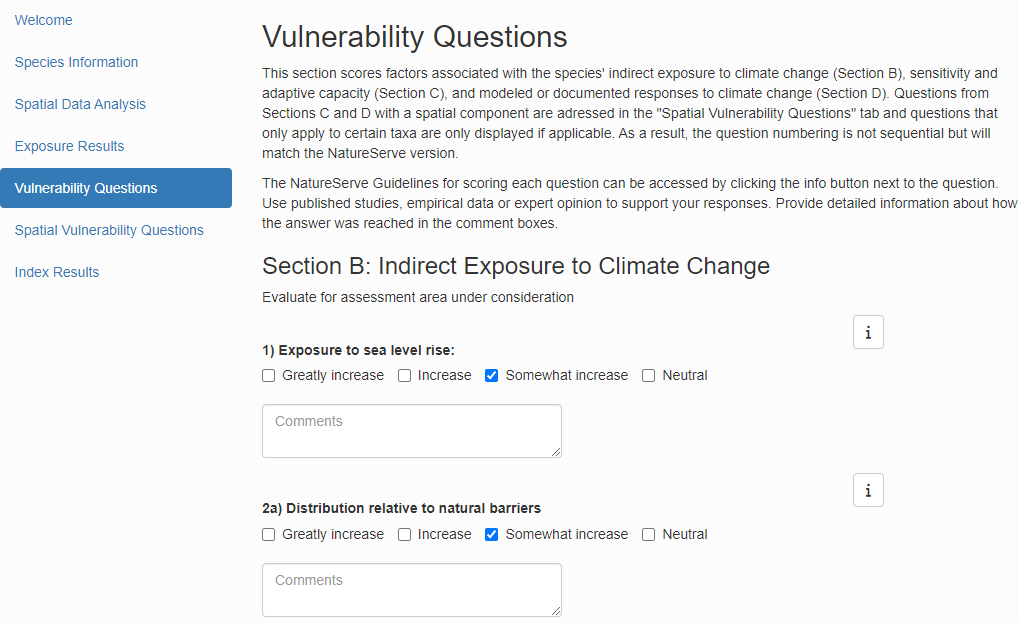 Welcome
Species Information
Spatial Data Analysis
Exposure Results
Vulnerability Questions
Spatial Vulnerability Questions
Index Results
Vulnerability Questions
This section scores factors associated with the species' indirect exposure to climate change (Section B), sensitivity and
adaptive capacity (Section C), and modeled or documented responses to climate change (Section D). Questions from
Sections C and D with a spatial component are adressed in the "Spatial Vulnerability Questions" tab and questions that
only apply to certain taxa are only displayed if applicable. As a result, the question numbering is not sequential but will
match the NatureServe version.
The NatureServe Guidelines for scoring each question can be accessed by clicking the info button next to the question.
Use published studies, empirical data or expert opinion to support your responses. Provide detailed information about how
the answer was reached in the comment boxes.
Section B: Indirect Exposure to Climate Change
Evaluate for assessment area under consideration
i
1) Exposure to sea level rise:
Greatly increase Increase Somewhat increase Neutral
Comments
i
2a) Distribution relative to natural barriers
Greatly increase Increase Somewhat increase Neutral
Comments